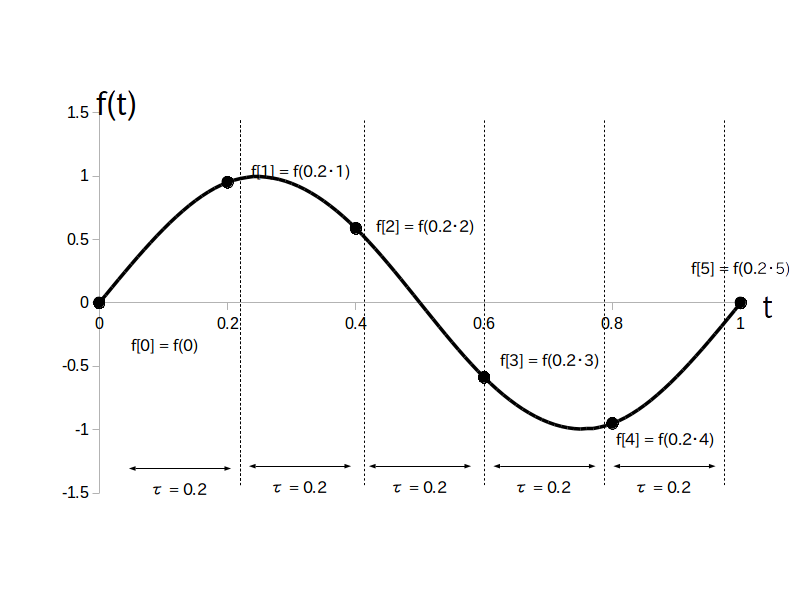 f(t)
1.5
1
f[1] = f(0.2·1)
0.5
f[2] = f(0.2·2)
f[5] = f(0.2·5)
0
t
0 0.2 0.4 0.6 0.8 1
f[0] = f(0)
f[3] = f(0.2·3)
-0.5
-1
f[4] = f(0.2·4)
-1.5
τ = 0.2 τ = 0.2 τ = 0.2 τ = 0.2 τ = 0.2